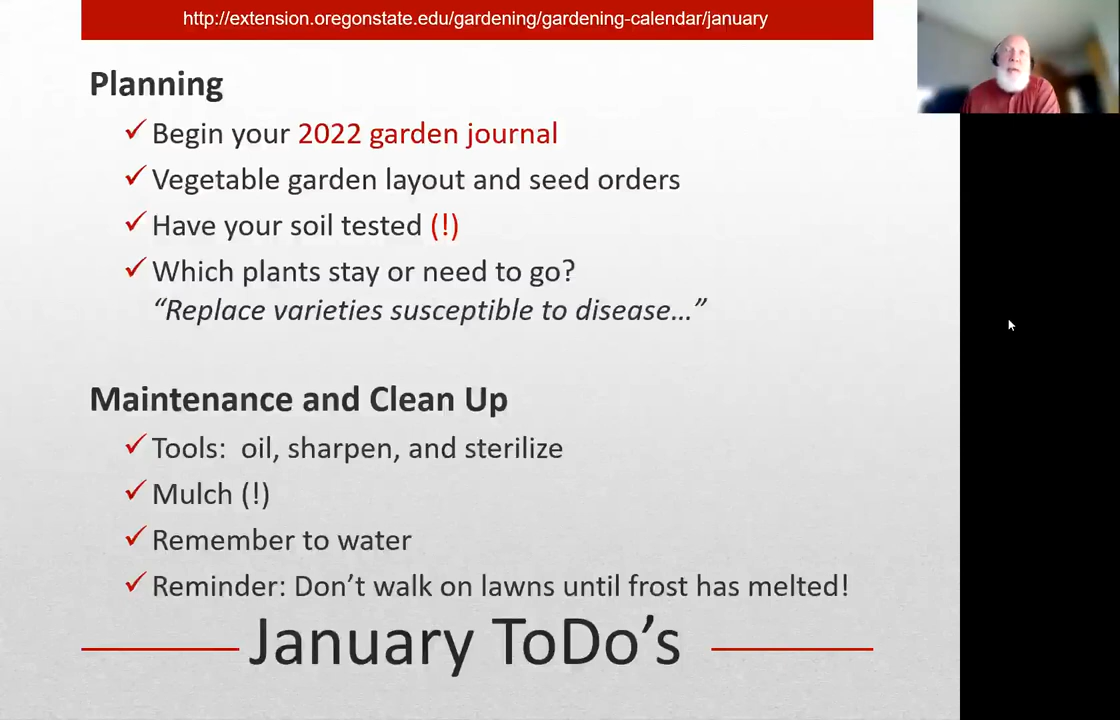 http://extension.oregonstate.edu/gardening/gardening-calendar/january
Planning
✓ Begin your 2022 garden journal
✓ Vegetable garden layout and seed orders
✓ Have your soil tested (!)
✓ Which plants stay or need to go?
“Replace varieties susceptible to disease…”
Maintenance and Clean Up
✓ Tools:  oil, sharpen, and sterilize
✓ Mulch (!)
✓ Remember to water
✓ Reminder: Don’t walk on lawns until frost has melted!
January ToDo’s